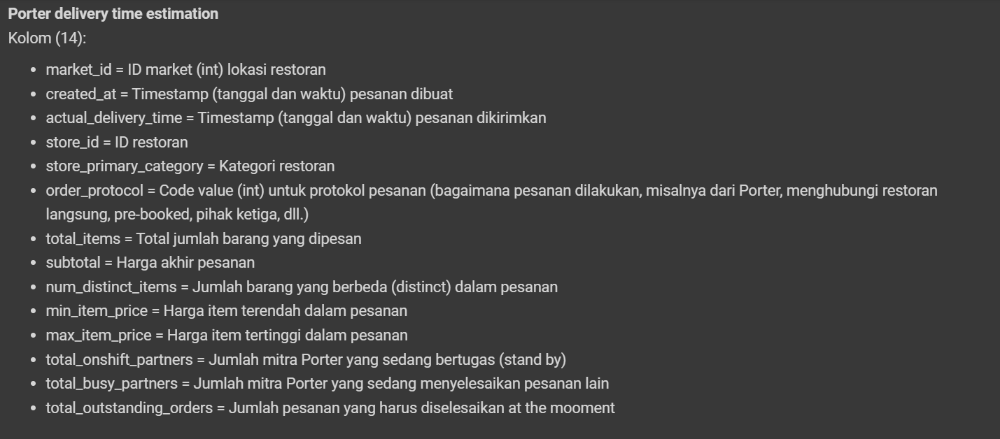 Porter delivery time estimation
Kolom (14):
• market_id = ID market (int) lokasi restoran
• created_at = Timestamp (tanggal dan waktu) pesanan dibuat
• actual_delivery_time = Timestamp (tanggal dan waktu) pesanan dikirimkan
• store_id = ID restoran
• store_primary_category = Kategori restoran
• order_protocol = Code value (int) untuk protokol pesanan (bagaimana pesanan dilakukan, misalnya dari Porter, menghubungi restoran
langsung, pre-booked, pihak ketiga, dll.)
• total_items = Total jumlah barang yang dipesan
• subtotal = Harga akhir pesanan
• num_distinct_items = Jumlah barang yang berbeda (distinct) dalam pesanan
• min_item_price = Harga item terendah dalam pesanan
• max_item_price = Harga item tertinggi dalam pesanan
• total_onshift_partners = Jumlah mitra Porter yang sedang bertugas (stand by)
• total_busy_partners = Jumlah mitra Porter yang sedang menyelesaikan pesanan lain
• total_outstanding_orders = Jumlah pesanan yang harus diselesaikan at the mooment